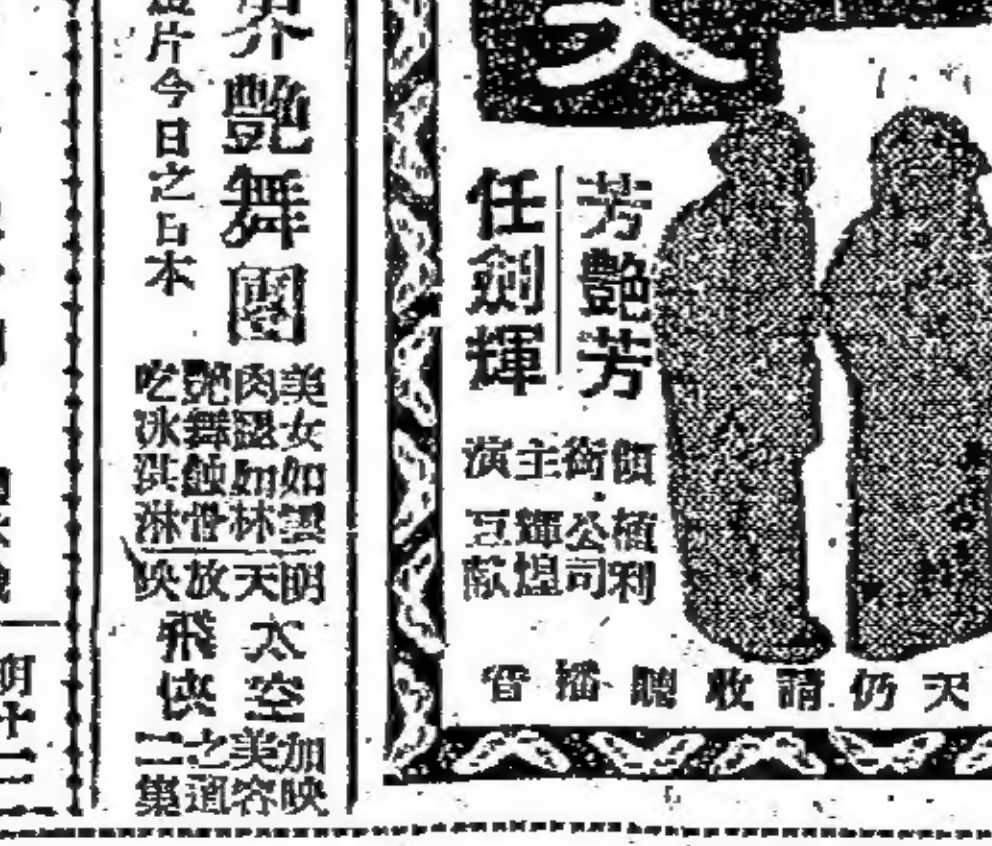 芳艷芳
任劍輝
領銜主演
植利公司輝煌巨獻
天仍請收聽播音
界艷舞團
片今日之日本
美女如雲
肉林
艷舞蝕骨
吃冰淇淋
明天放映
太空飛俠二集
加映美容之道
明廿二